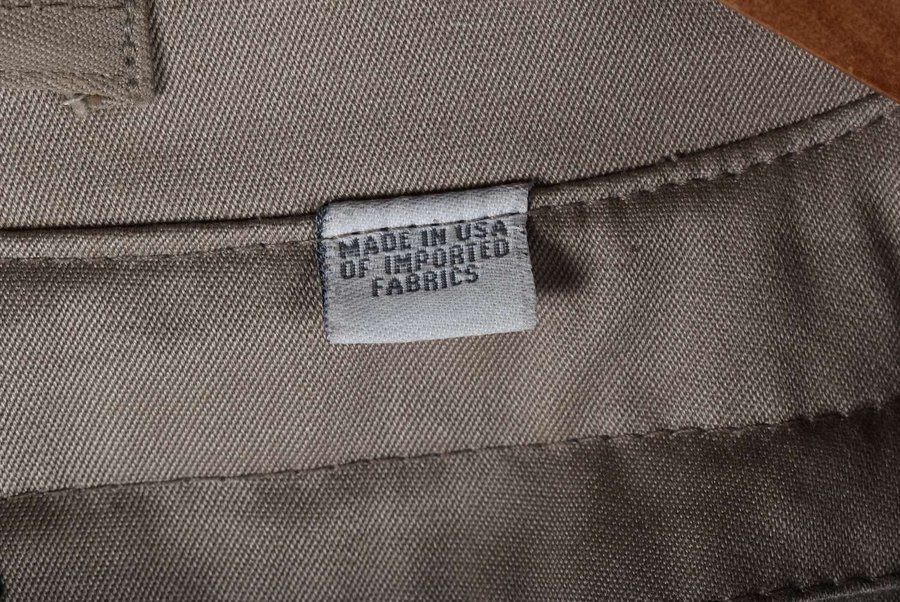 MADE IN USA
OF IMPORTED
FABRICS